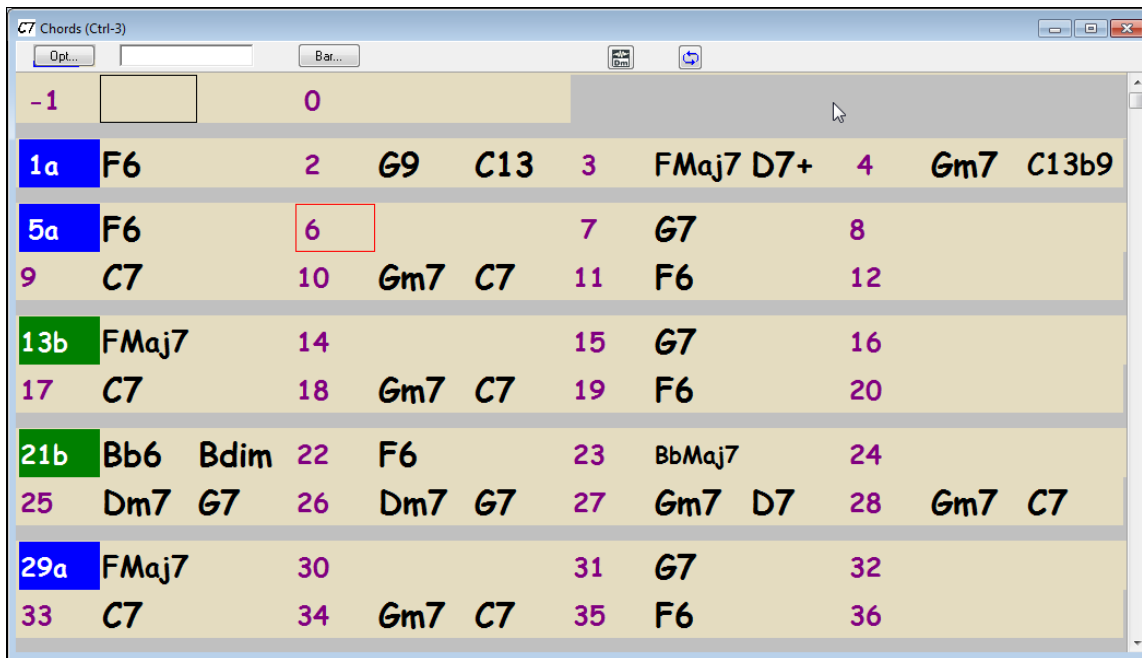 C7 Chords (Ctrl-3)
Opt... Bar... Dm
-1 0
1a F6 2 G9 C13 3 FMaj7 D7+ 4 Gm7 C13b9
5a F6 6 7 G7 8
9 C7 10 Gm7 C7 11 F6 12
13b FMaj7 14 15 G7 16
17 C7 18 Gm7 C7 19 F6 20
21b Bb6 Bdim 22 F6 23 BbMaj7 24
25 Dm7 G7 26 Dm7 G7 27 Gm7 D7 28 Gm7 C7
29a FMaj7 30 31 G7 32
33 C7 34 Gm7 C7 35 F6 36